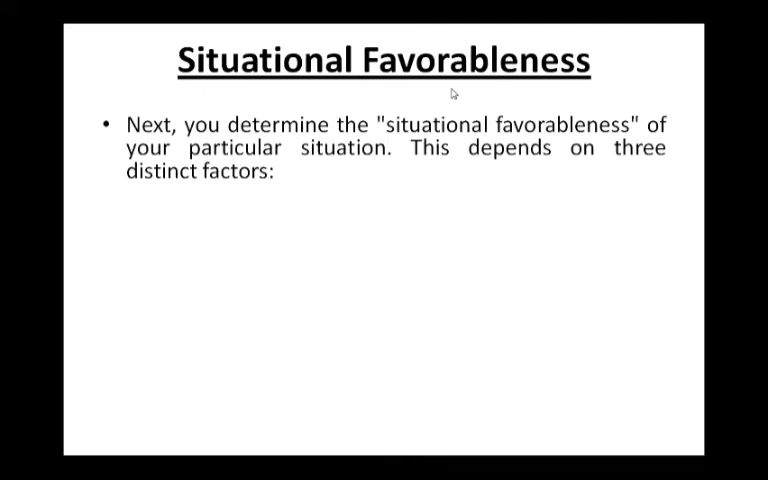 Situational Favorableness
• Next, you determine the "situational favorableness" of
your particular situation. This depends on three
distinct factors: